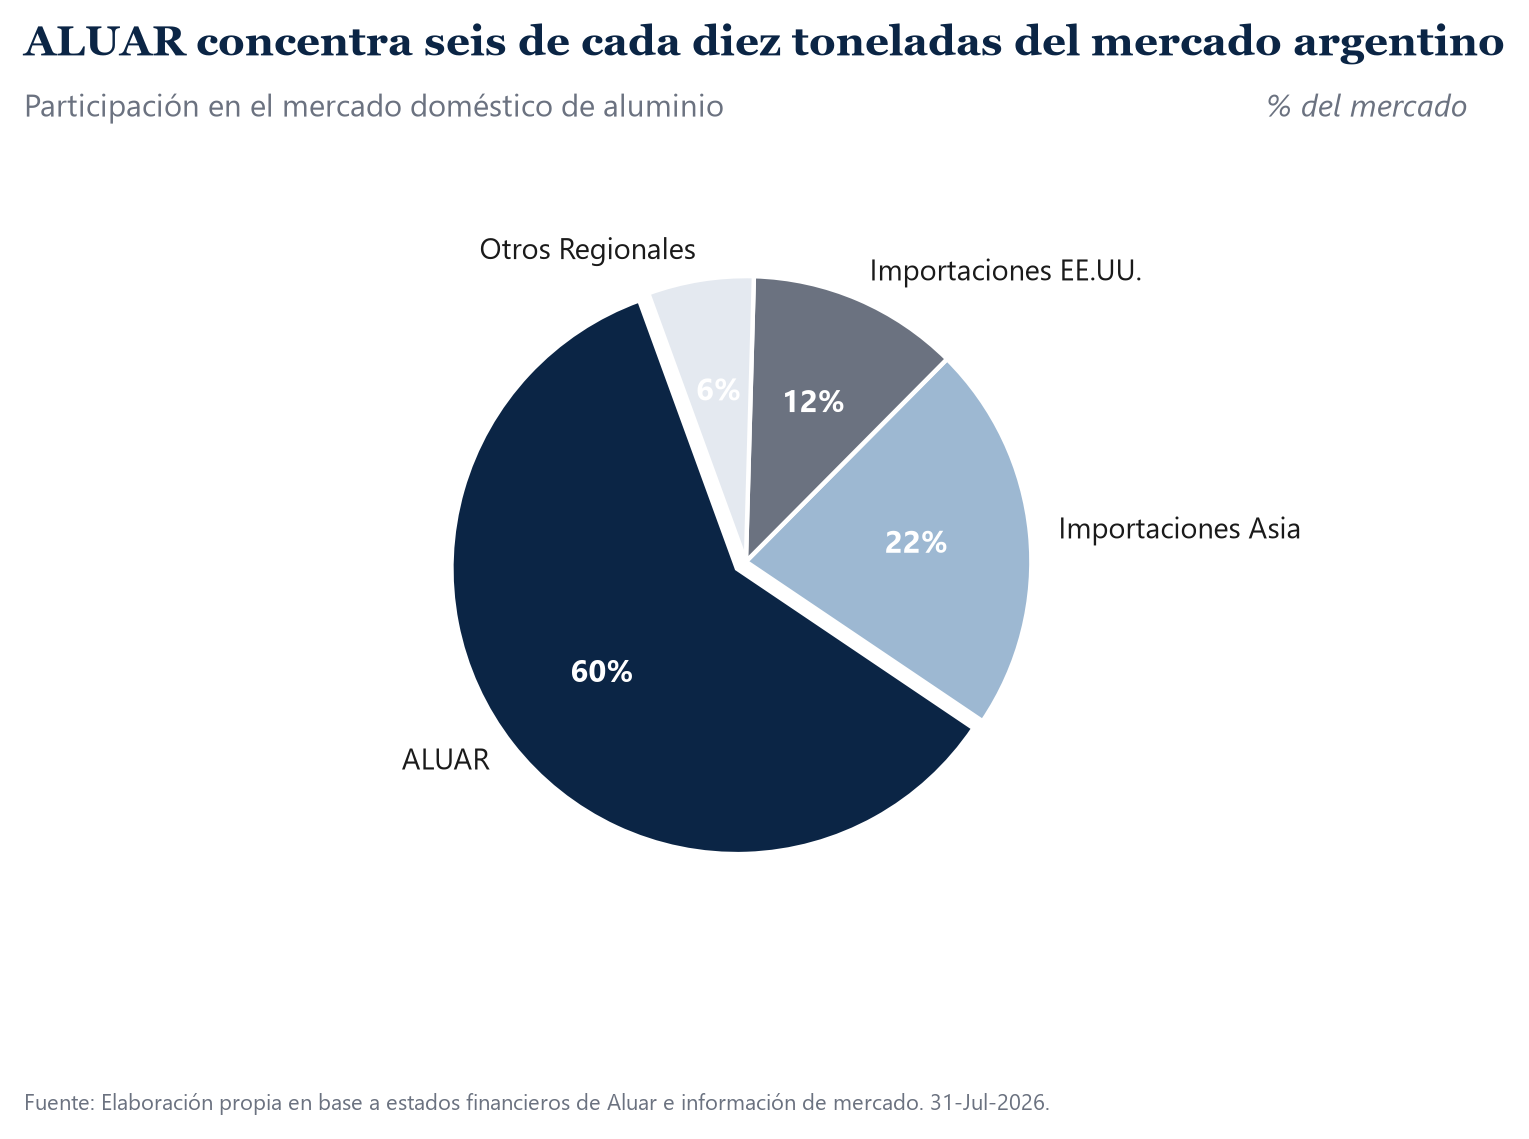 ALUAR concentra seis de cada diez toneladas del mercado argentino
Participación en el mercado doméstico de aluminio
% del mercado
Otros Regionales
Importaciones EE.UU.
6%
12%
Importaciones Asia
22%
60%
ALUAR
Fuente: Elaboración propia en base a estados financieros de Aluar e información de mercado. 31-Jul-2026.